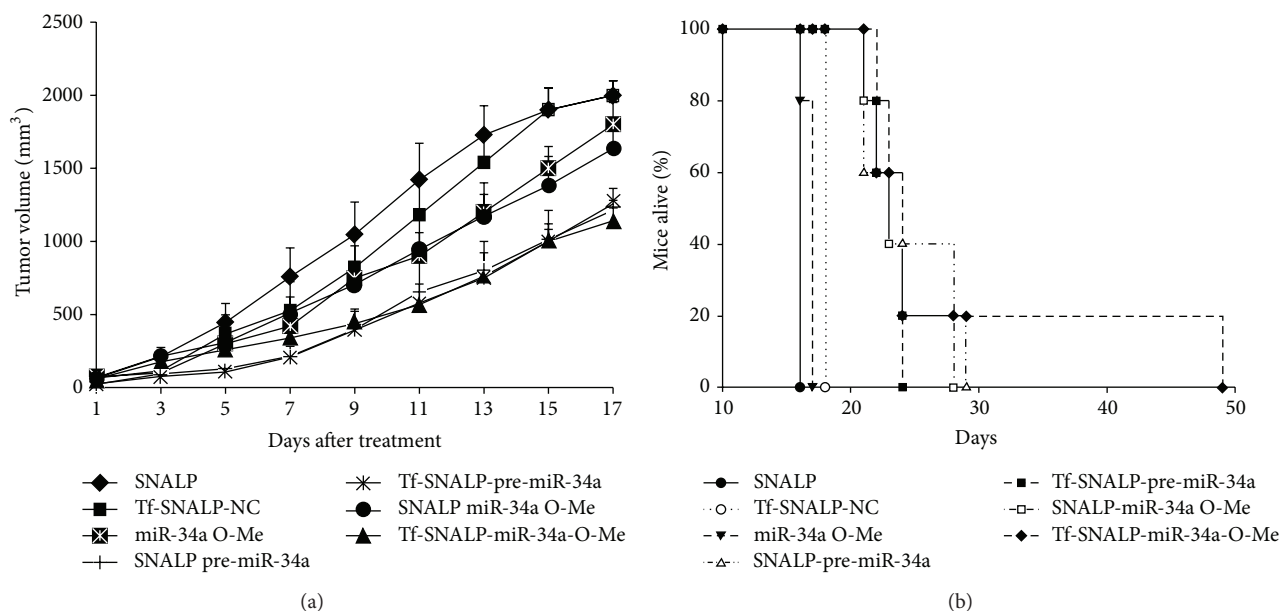 2500
2000
1500
1000
500
0
Tumor volume (mm³)
1 3 5 7 9 11 13 15 17
Days after treatment
SNALP
Tf-SNALP-NC
miR-34a O-Me
SNALP pre-miR-34a
Tf-SNALP-pre-miR-34a
SNALP miR-34a O-Me
Tf-SNALP-miR-34a-O-Me
(a)
100
80
60
40
20
0
Mice alive (%)
10 20 30 40 50
Days
SNALP
Tf-SNALP-NC
miR-34a O-Me
SNALP-pre-miR-34a
Tf-SNALP-pre-miR-34a
SNALP-miR-34a O-Me
Tf-SNALP-miR-34a-O-Me
(b)